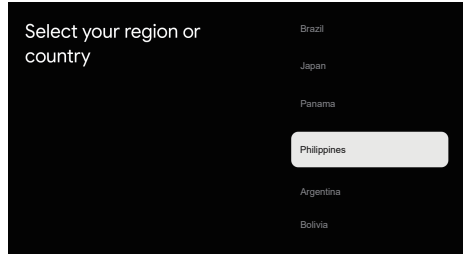 Select your region or
country
Brazil
Japan
Panama
Philippines
Argentina
Bolivia